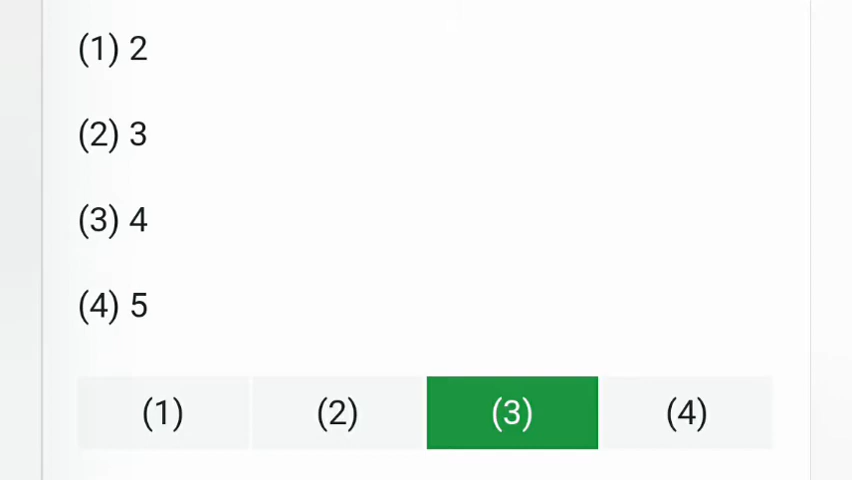 (1) 2
(2) 3
(3) 4
(4) 5
(1) (2) (3) (4)